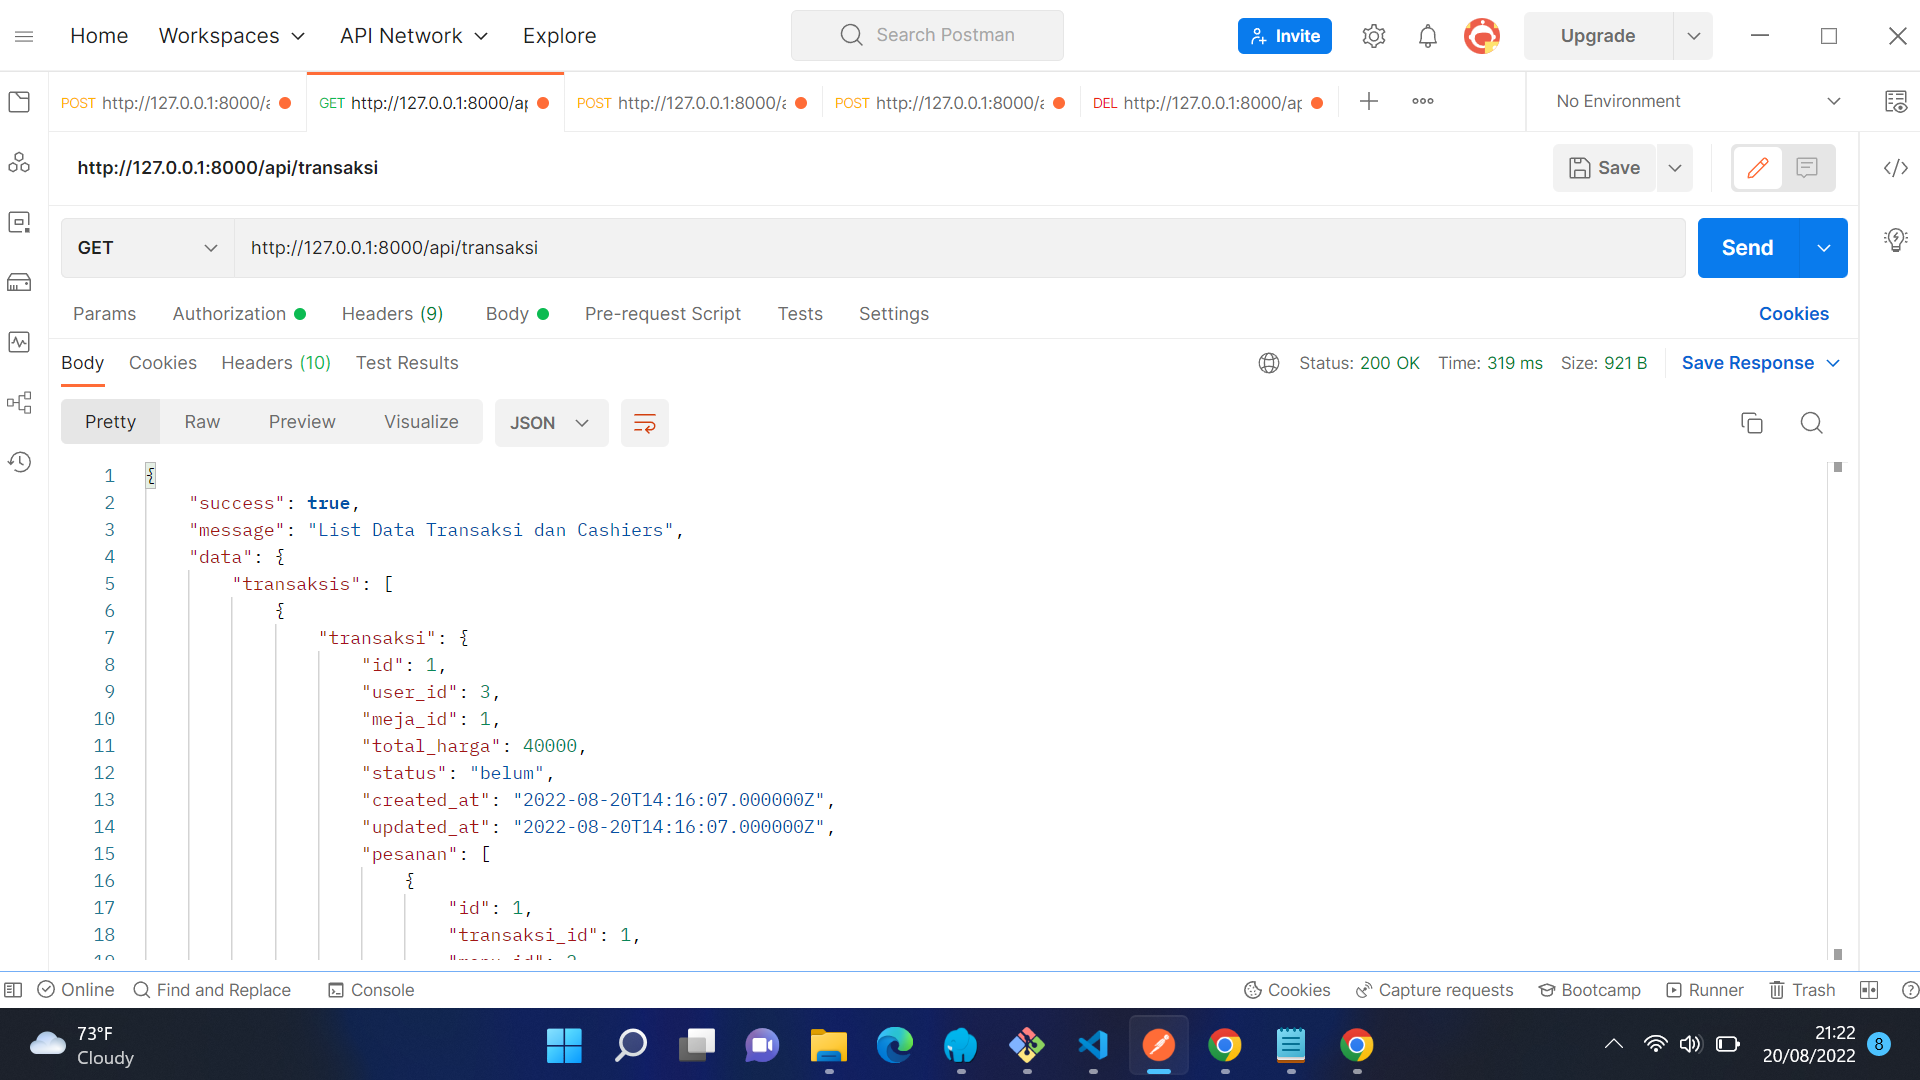 Home Workspaces API Network Explore Search Postman Invite Upgrade
POST http://127.0.0.1:8000/a GET http://127.0.0.1:8000/ap POST http://127.0.0.1:8000/a POST http://127.0.0.1:8000/a DEL http://127.0.0.1:8000/ap No Environment
http://127.0.0.1:8000/api/transaksi Save
GET http://127.0.0.1:8000/api/transaksi Send
Params Authorization Headers (9) Body Pre-request Script Tests Settings Cookies
Body Cookies Headers (10) Test Results Status: 200 OK Time: 319 ms Size: 921 B Save Response
Pretty Raw Preview Visualize JSON
1 {
2 "success": true,
3 "message": "List Data Transaksi dan Cashiers",
4 "data": {
5 "transaksis": [
6 {
7 "transaksi": {
8 "id": 1,
9 "user_id": 3,
10 "meja_id": 1,
11 "total_harga": 40000,
12 "status": "belum",
13 "created_at": "2022-08-20T14:16:07.000000Z",
14 "updated_at": "2022-08-20T14:16:07.000000Z",
15 "pesanan": [
16 {
17 "id": 1,
18 "transaksi_id": 1,
Online Find and Replace Console Cookies Capture requests Bootcamp Runner Trash
73°F
Cloudy
21:22
20/08/2022
8